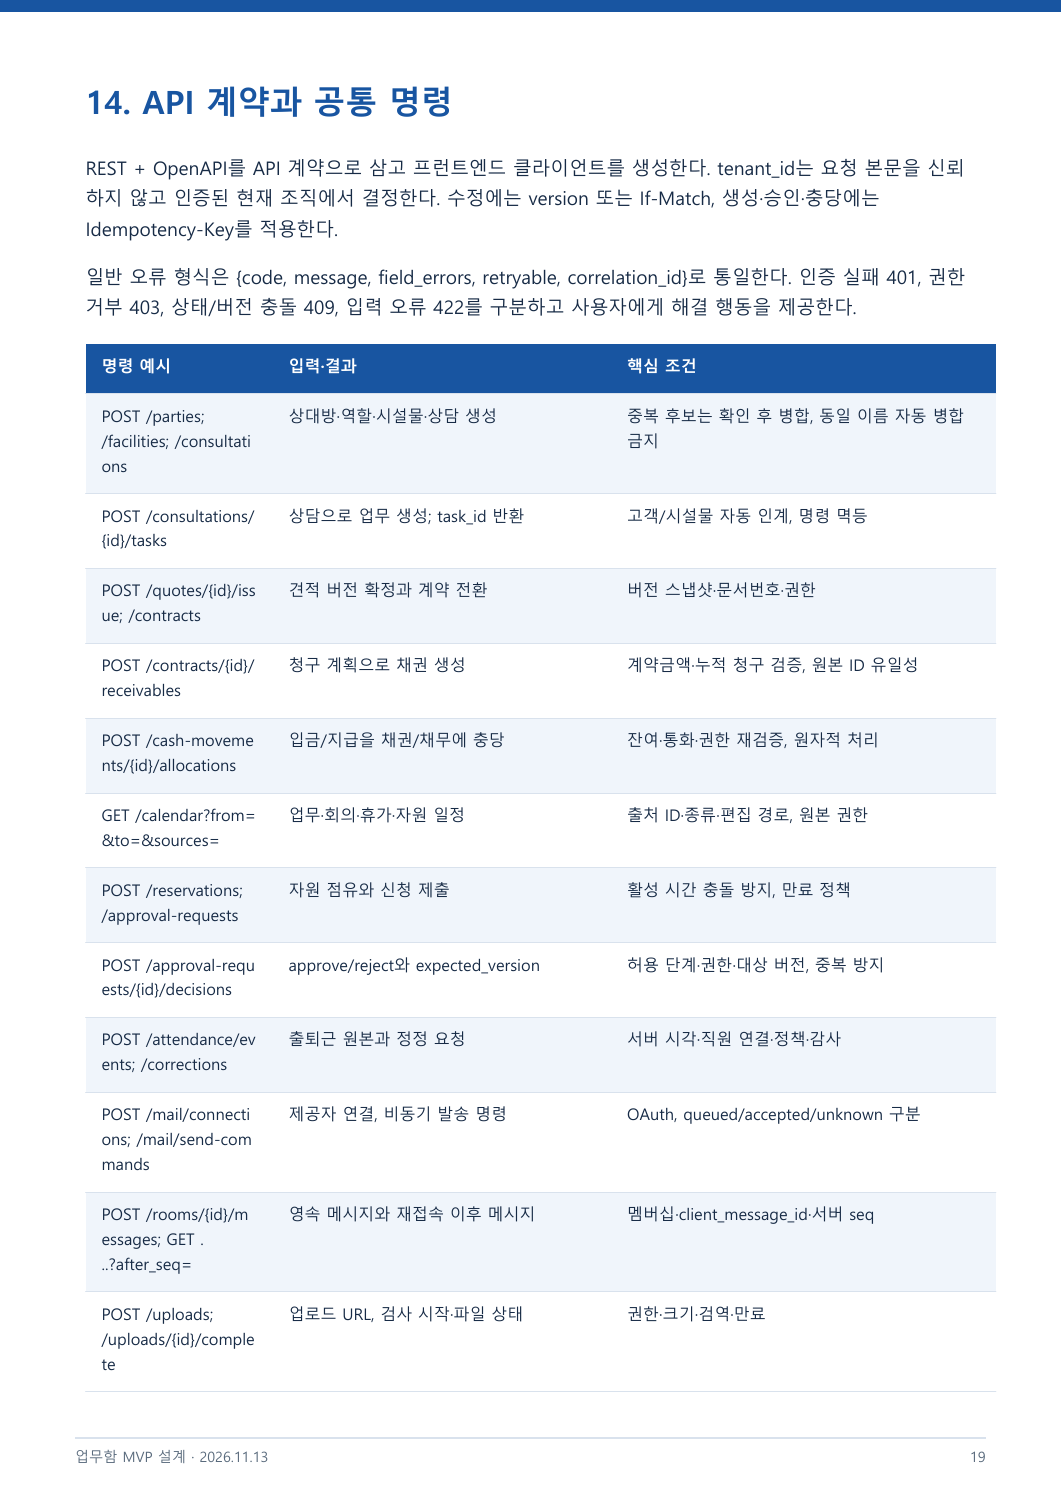 14. API 계약과 공통 명령
REST + OpenAPI를 API 계약으로 삼고 프런트엔드 클라이언트를 생성한다. tenant_id는 요청 본문을 신뢰
하지 않고 인증된 현재 조직에서 결정한다. 수정에는 version 또는 If-Match, 생성·승인·충당에는
Idempotency-Key를 적용한다.
일반 오류 형식은 {code, message, field_errors, retryable, correlation_id}로 통일한다. 인증 실패 401, 권한
거부 403, 상태/버전 충돌 409, 입력 오류 422를 구분하고 사용자에게 해결 행동을 제공한다.
명령 예시 입력·결과 핵심 조건
POST /parties; 상대방·역할·시설물·상담 생성 중복 후보는 확인 후 병합, 동일 이름 자동 병합
/facilities; /consultati 금지
ons
POST /consultations/ 상담으로 업무 생성; task_id 반환 고객/시설물 자동 인계, 명령 멱등
{id}/tasks
POST /quotes/{id}/iss 견적 버전 확정과 계약 전환 버전 스냅샷·문서번호·권한
ue; /contracts
POST /contracts/{id}/ 청구 계획으로 채권 생성 계약금액·누적 청구 검증, 원본 ID 유일성
receivables
POST /cash-moveme 입금/지급을 채권/채무에 충당 잔여·통화·권한 재검증, 원자적 처리
nts/{id}/allocations
GET /calendar?from= 업무·회의·휴가·자원 일정 출처 ID·종류·편집 경로, 원본 권한
&to=&sources=
POST /reservations; 자원 점유와 신청 제출 활성 시간 충돌 방지, 만료 정책
/approval-requests
POST /approval-requ approve/reject와 expected_version 허용 단계·권한·대상 버전, 중복 방지
ests/{id}/decisions
POST /attendance/ev 출퇴근 원본과 정정 요청 서버 시각·직원 연결·정책·감사
ents; /corrections
POST /mail/connecti 제공자 연결, 비동기 발송 명령 OAuth, queued/accepted/unknown 구분
ons; /mail/send-com
mands
POST /rooms/{id}/m 영속 메시지와 재접속 이후 메시지 멤버십·client_message_id·서버 seq
essages; GET .
..?after_seq=
POST /uploads; 업로드 URL, 검사 시작·파일 상태 권한·크기·검역·만료
/uploads/{id}/comple
te
업무함 MVP 설계 · 2026.11.13 19